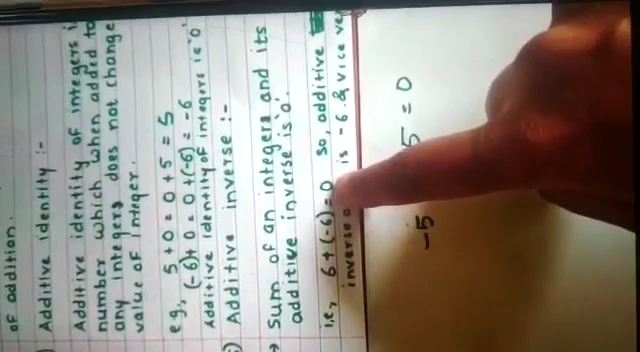 of addition.
Additive identity :-
Additive identity of integers is
number which when added to
any integers does not change
value of integer.
e.g, 5 + 0 = 0 + 5 = 5
(-6)+ 0 = 0 +(-6) = -6
Additive identity of integers is '0'.
Additive inverse :-
→ Sum of an integers and its
additive inverse is '0'.
i.e, 6+(-6)=0 so, additive
inverse is -6 & vice ve
-5 5 = 0